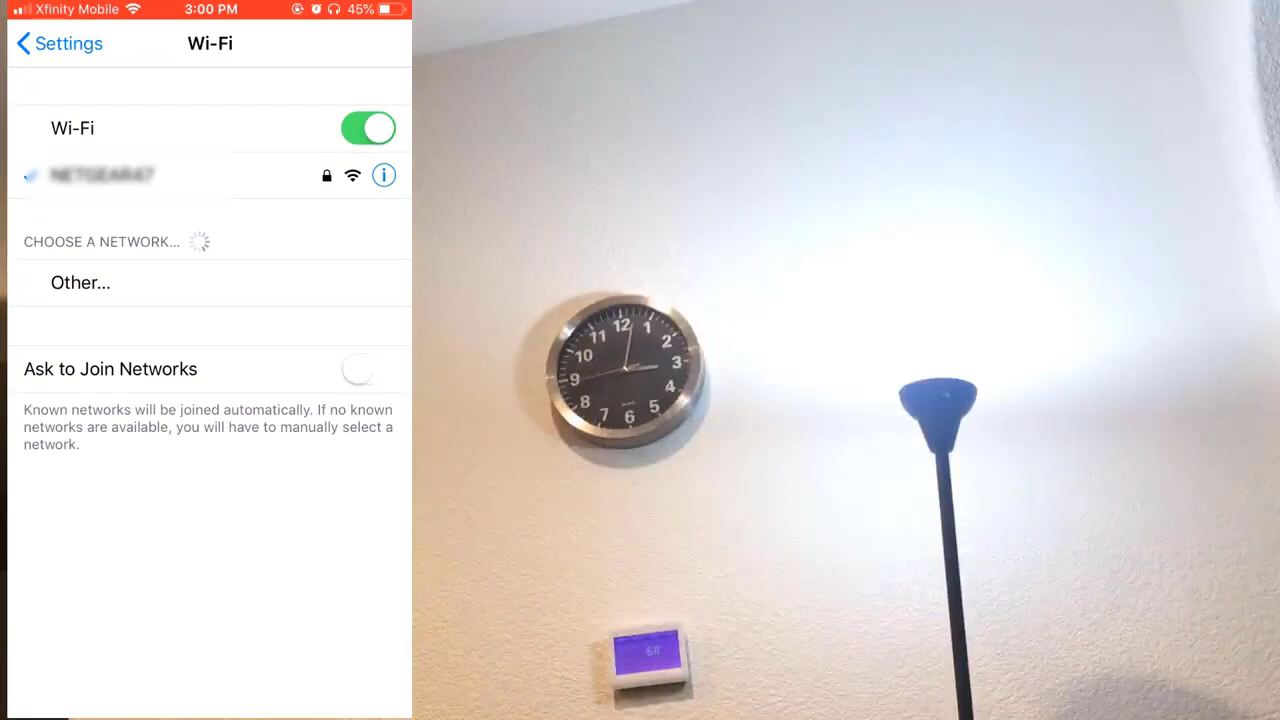 Xfinity Mobile 3:00 PM 45%
Settings Wi-Fi
Wi-Fi
NETGEAR47
CHOOSE A NETWORK...
Other...
Ask to Join Networks
Known networks will be joined automatically. If no known
networks are available, you will have to manually select a
network.
12
1
2
3
4
5
6
7
8
9
10
11
68